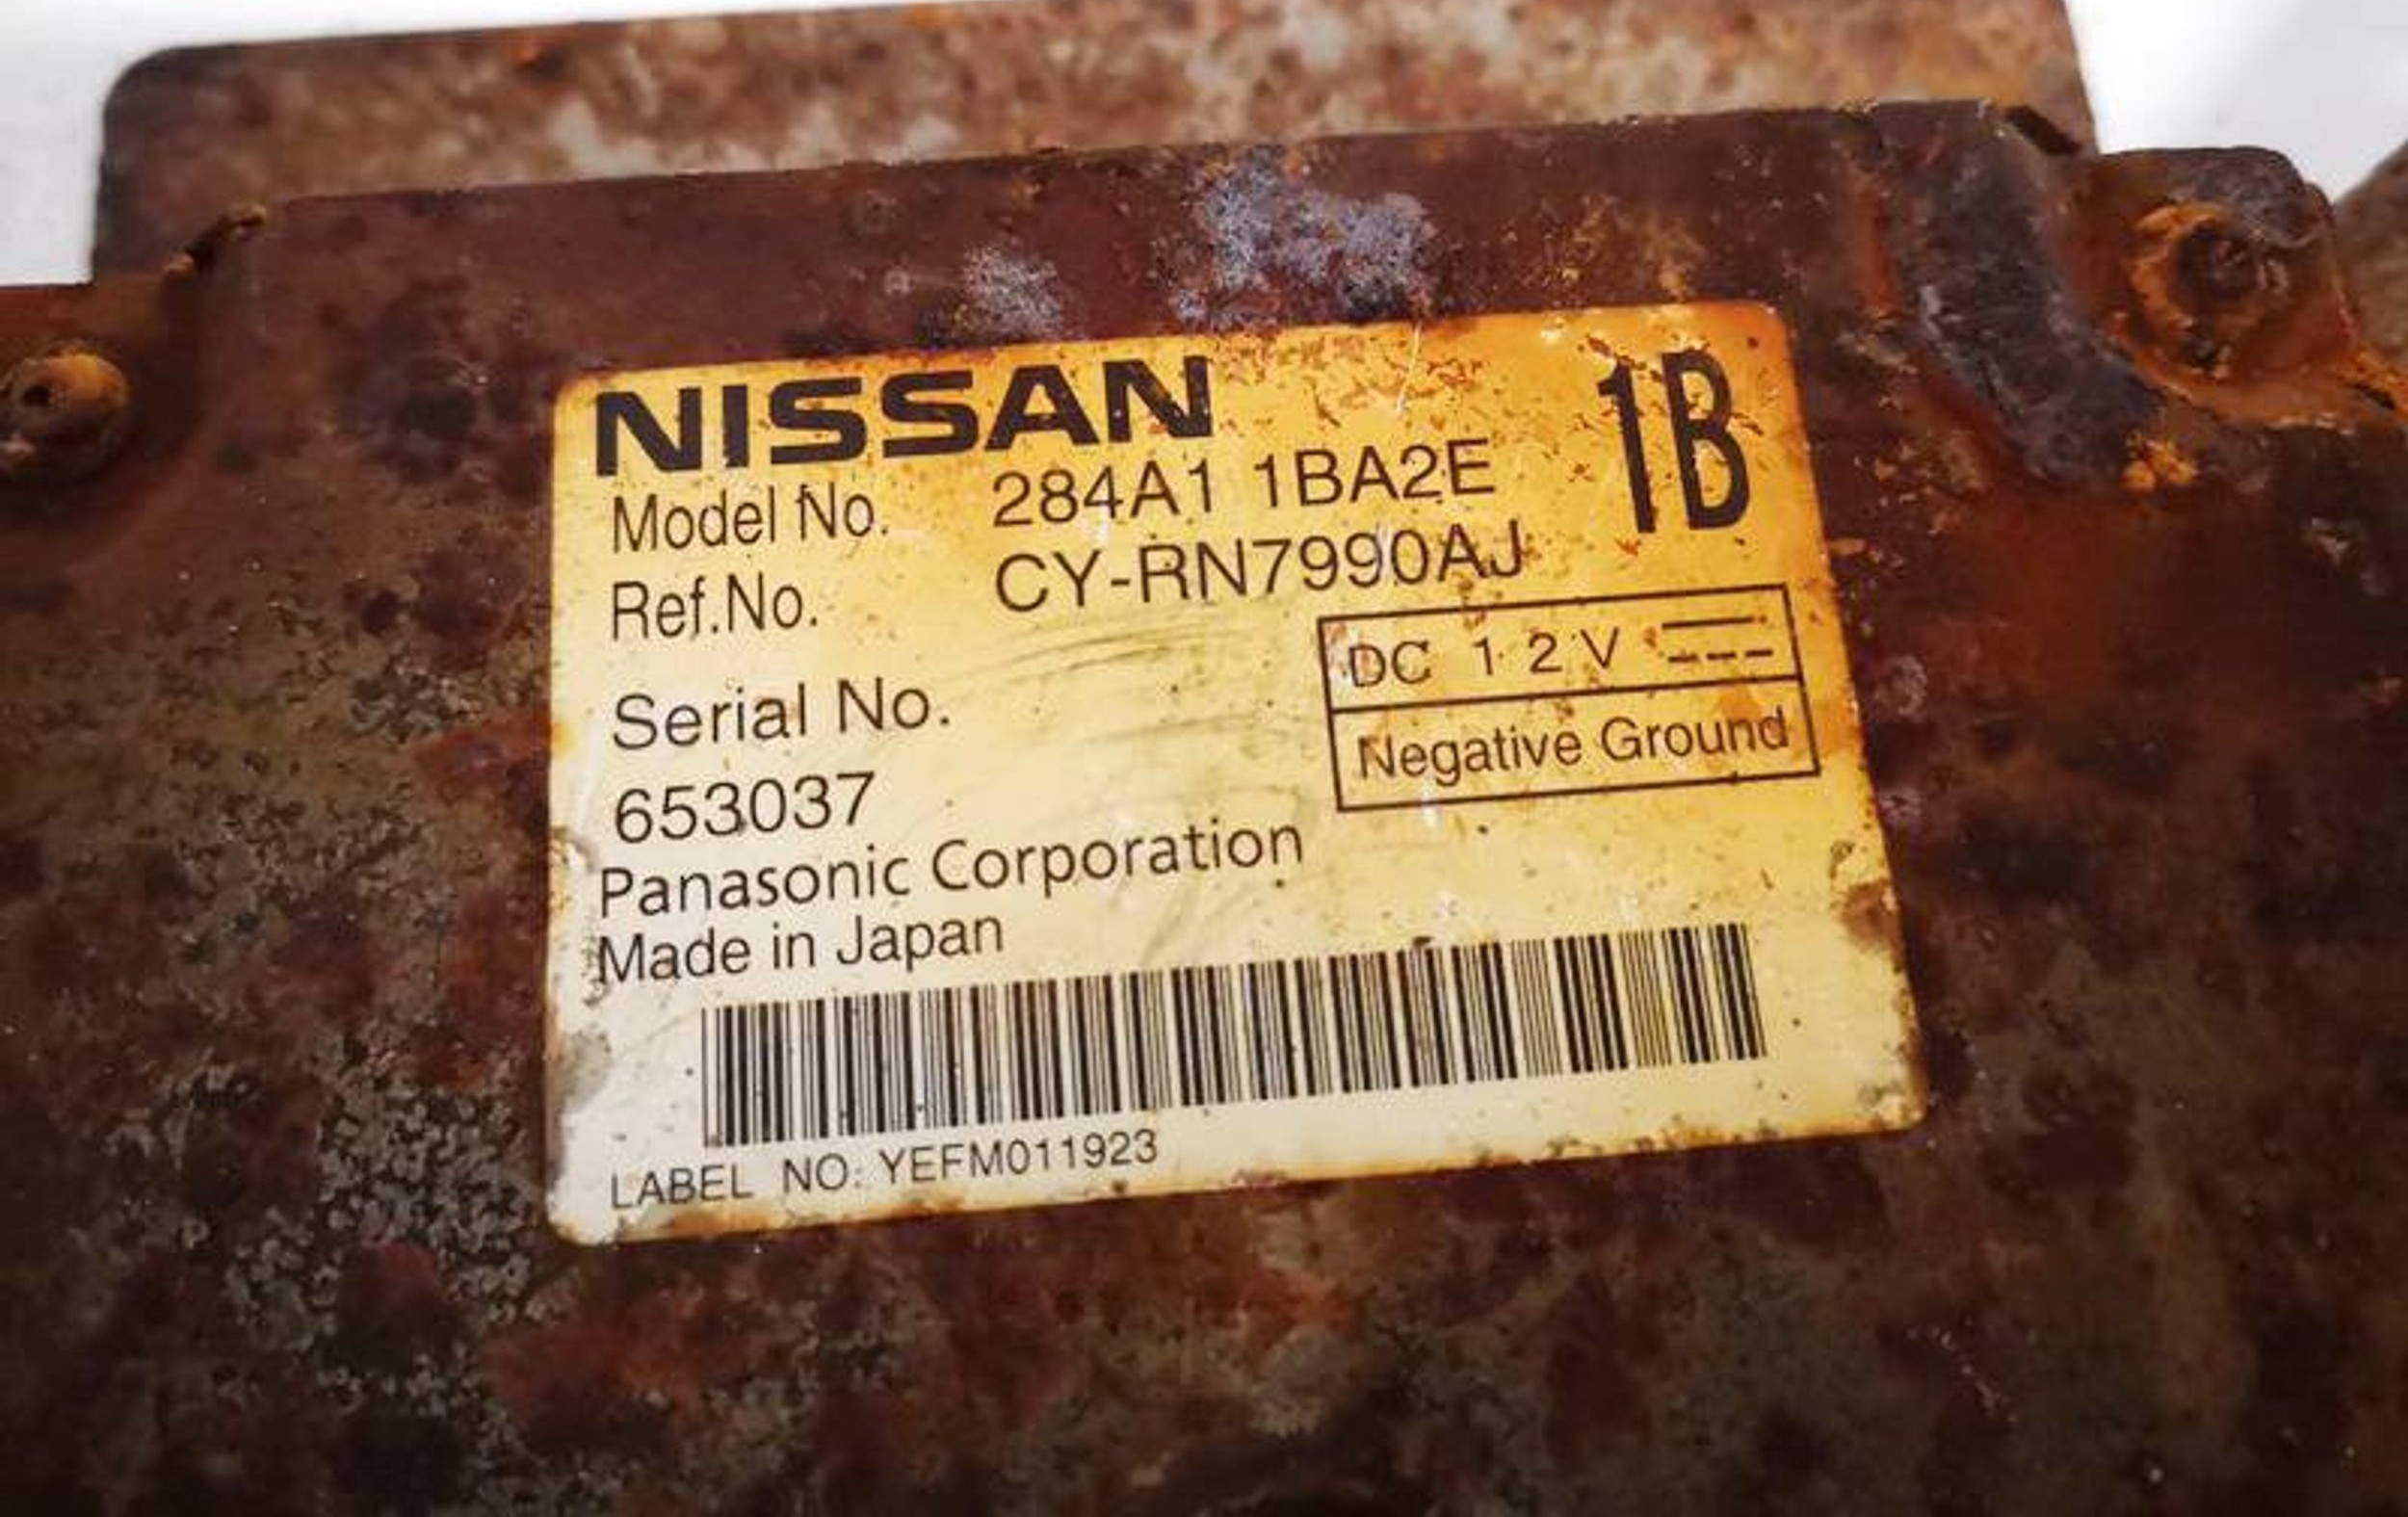 NISSAN 1B
Model No. 284A1 1BA2E
Ref.No. CY-RN7990AJ
DC 12V
Serial No.
Negative Ground
653037
Panasonic Corporation
Made in Japan
LABEL NO: YEFM011923